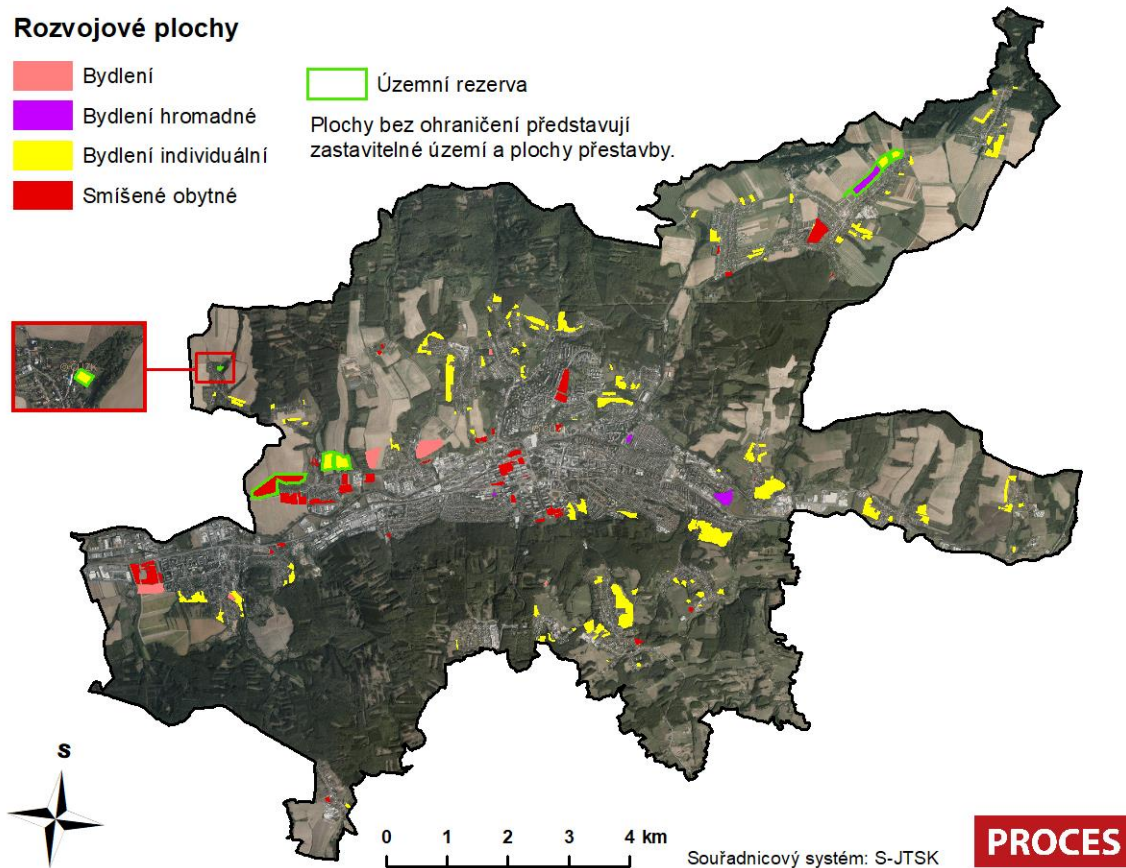 Rozvojové plochy
Bydlení
Bydlení hromadné
Bydlení individuální
Smíšené obytné
Územní rezerva
Plochy bez ohraničení představují
zastavitelné území a plochy přestavby.
S
0 1 2 3 4 km
Souřadnicový systém: S-JTSK
PROCES